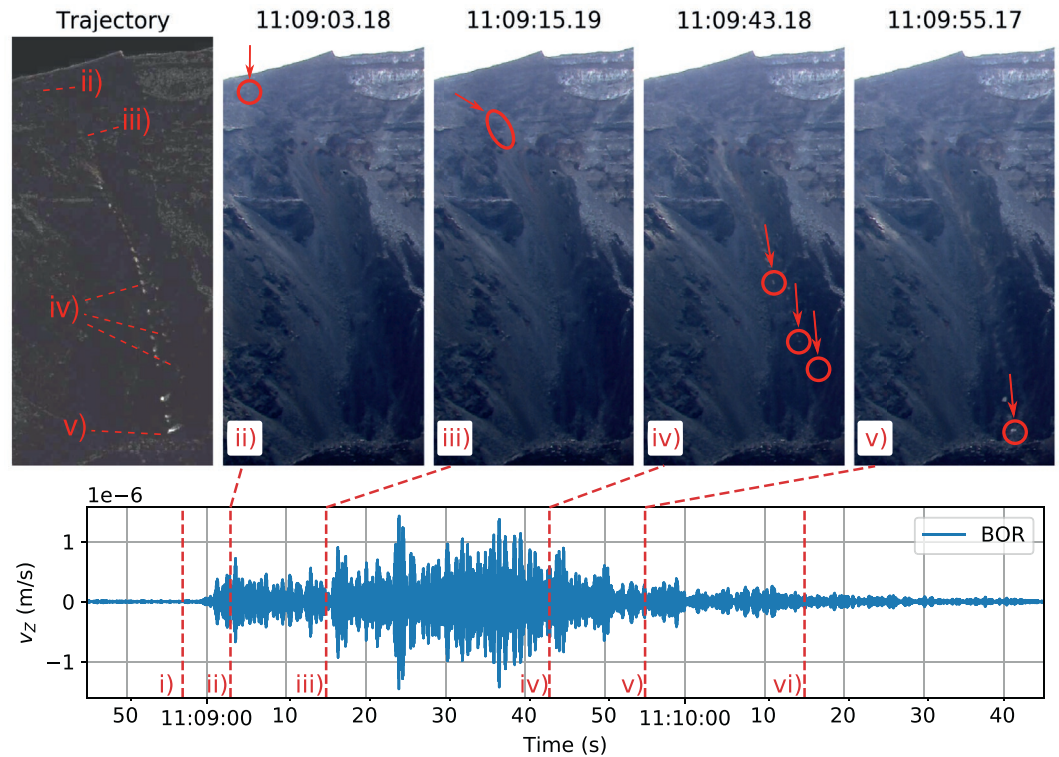 Trajectory 11:09:03.18 11:09:15.19 11:09:43.18 11:09:55.17
ii)
iii)
iv)
v)
ii) iii) iv) v)
1e-6
BOR
1
0
−1
v_Z (m/s)
i) ii) iii) iv) v) vi)
50 11:09:00 10 20 30 40 50 11:10:00 10 20 30 40
Time (s)